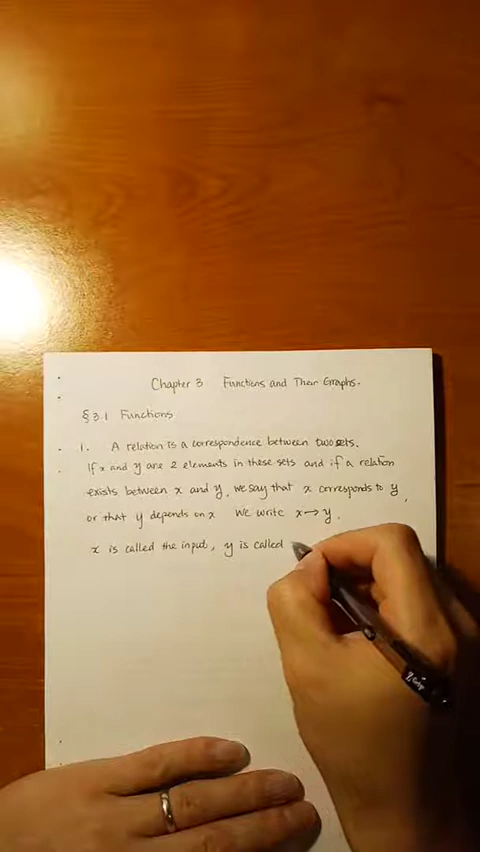 Chapter 3 Functions and Their Graphs.
§3.1 Functions
1. A relation is a correspondence between two sets.
If x and y are 2 elements in these sets and if a relation
exists between x and y, we say that x corresponds to y,
or that y depends on x We write x→y.
x is called the input, y is called
Z-Grip